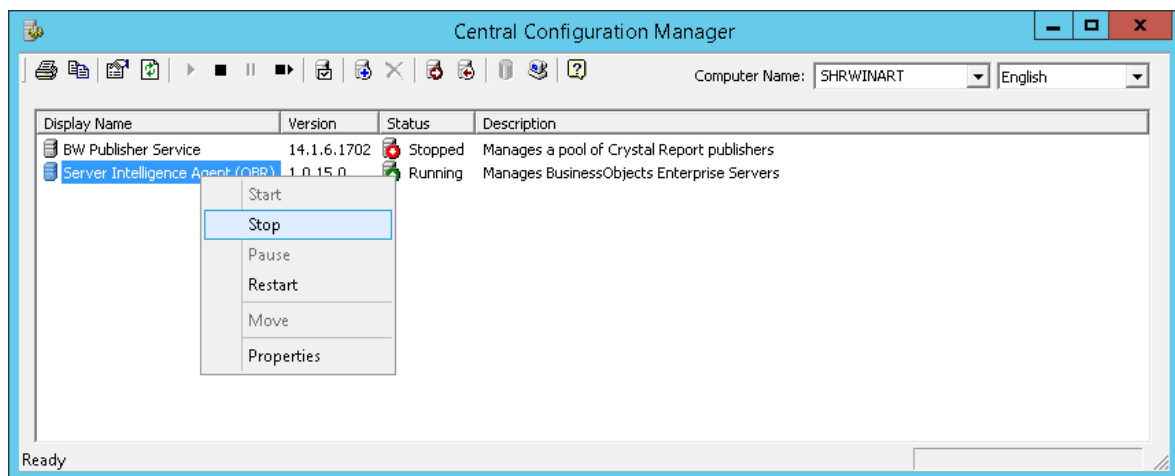 Central Configuration Manager
Computer Name: SHRWINART English
Display Name Version Status Description
BW Publisher Service 14.1.6.1702 Stopped Manages a pool of Crystal Report publishers
Server Intelligence Agent (OBR) 1.0.15.0 Running Manages BusinessObjects Enterprise Servers
Start
Stop
Pause
Restart
Move
Properties
Ready